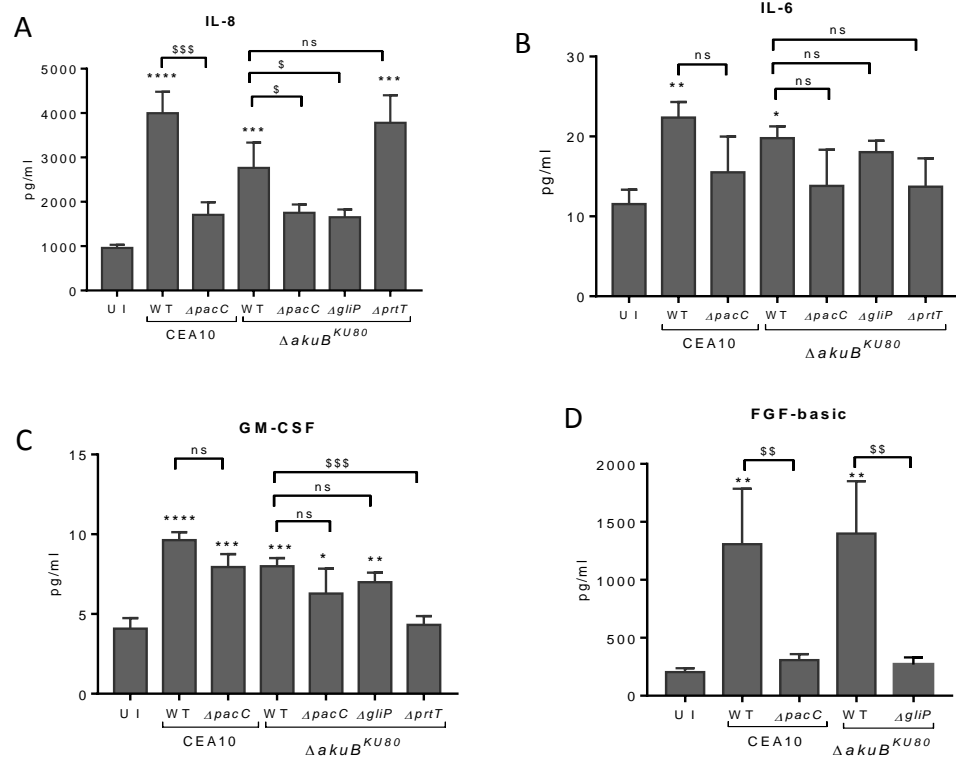 A
IL-8
ns
$$$
$
$
****
***
***
5000
4000
3000
2000
1000
0
pg/ml
UI
WT
ΔpacC
WT
ΔpacC
ΔgliP
ΔprtT
CEA10
ΔakuB^KU80
B
IL-6
ns
ns
ns
ns
**
*
30
20
10
0
pg/ml
UI
WT
ΔpacC
WT
ΔpacC
ΔgliP
ΔprtT
CEA10
ΔakuB^KU80
C
GM-CSF
ns
$$$
ns
ns
****
***
***
*
**
15
10
5
0
pg/ml
UI
WT
ΔpacC
WT
ΔpacC
ΔgliP
ΔprtT
CEA10
ΔakuB^KU80
D
FGF-basic
$$
$$
**
**
2000
1500
1000
500
0
pg/ml
UI
WT
ΔpacC
WT
ΔgliP
CEA10
ΔakuB^KU80